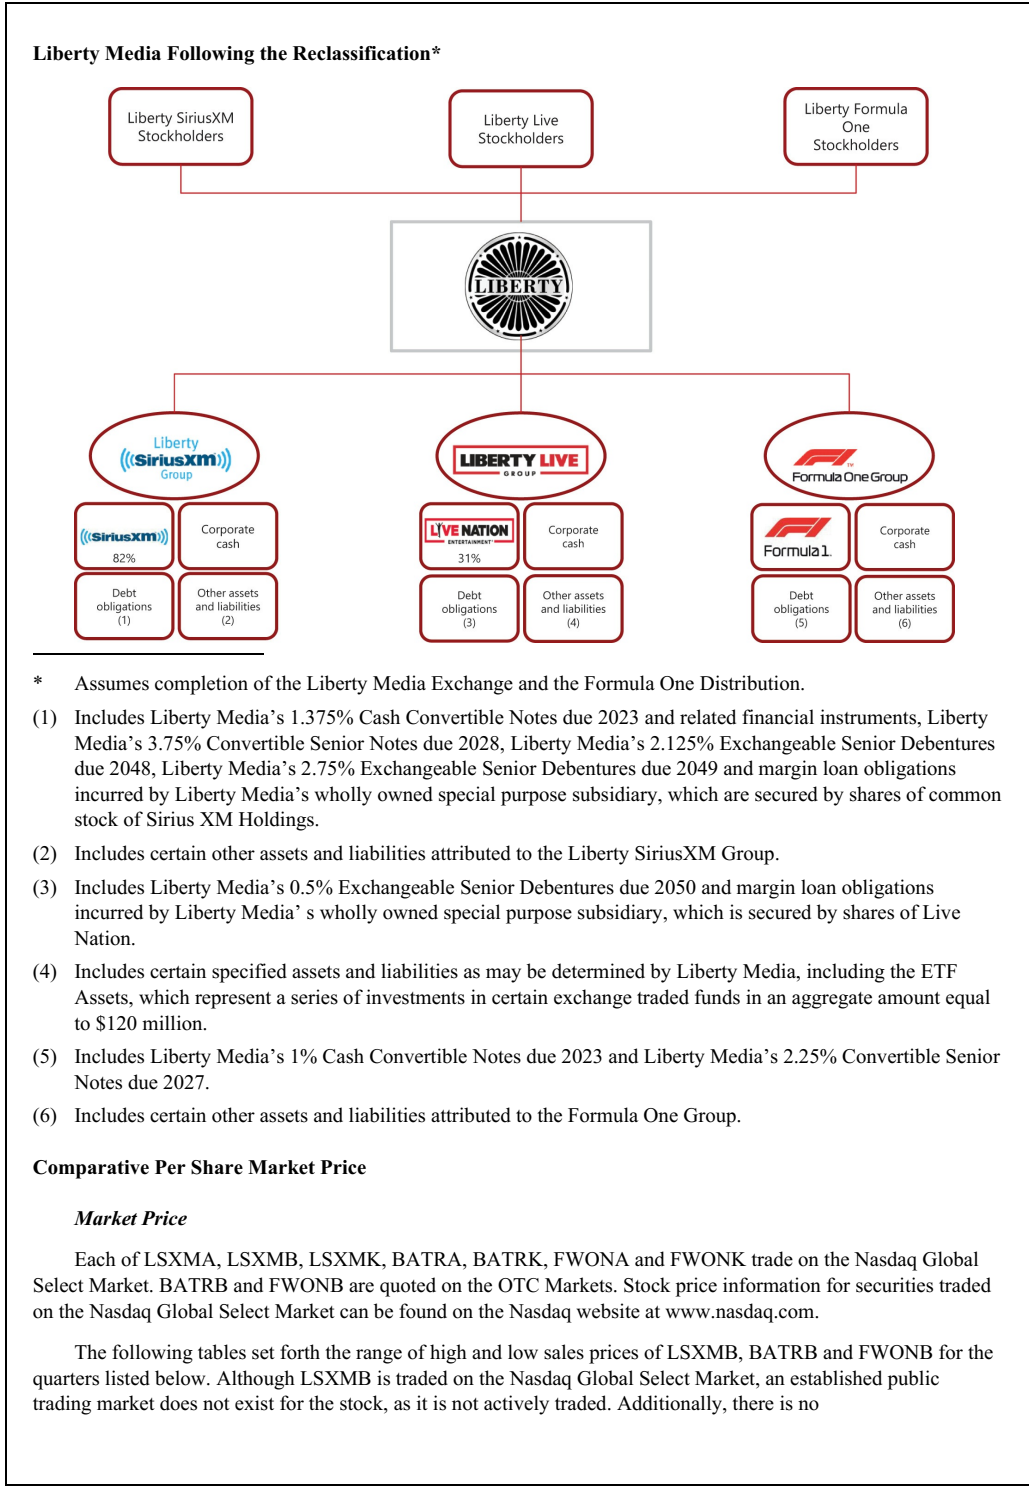 Liberty Media Following the Reclassification*
Liberty SiriusXM
Stockholders
Liberty Live
Stockholders
Liberty Formula
One
Stockholders
LIBERTY
Liberty
((SiriusXM))
Group
LIBERTY LIVE
GROUP
Formula One Group
((SiriusXM))
82%
Corporate
cash
LIVE NATION
ENTERTAINMENT
31%
Corporate
cash
Formula 1.
Corporate
cash
Debt
obligations
(1)
Other assets
and liabilities
(2)
Debt
obligations
(3)
Other assets
and liabilities
(4)
Debt
obligations
(5)
Other assets
and liabilities
(6)
* Assumes completion of the Liberty Media Exchange and the Formula One Distribution.
(1) Includes Liberty Media’s 1.375% Cash Convertible Notes due 2023 and related financial instruments, Liberty
Media’s 3.75% Convertible Senior Notes due 2028, Liberty Media’s 2.125% Exchangeable Senior Debentures
due 2048, Liberty Media’s 2.75% Exchangeable Senior Debentures due 2049 and margin loan obligations
incurred by Liberty Media’s wholly owned special purpose subsidiary, which are secured by shares of common
stock of Sirius XM Holdings.
(2) Includes certain other assets and liabilities attributed to the Liberty SiriusXM Group.
(3) Includes Liberty Media’s 0.5% Exchangeable Senior Debentures due 2050 and margin loan obligations
incurred by Liberty Media’ s wholly owned special purpose subsidiary, which is secured by shares of Live
Nation.
(4) Includes certain specified assets and liabilities as may be determined by Liberty Media, including the ETF
Assets, which represent a series of investments in certain exchange traded funds in an aggregate amount equal
to $120 million.
(5) Includes Liberty Media’s 1% Cash Convertible Notes due 2023 and Liberty Media’s 2.25% Convertible Senior
Notes due 2027.
(6) Includes certain other assets and liabilities attributed to the Formula One Group.
Comparative Per Share Market Price
Market Price
Each of LSXMA, LSXMB, LSXMK, BATRA, BATRK, FWONA and FWONK trade on the Nasdaq Global
Select Market. BATRB and FWONB are quoted on the OTC Markets. Stock price information for securities traded
on the Nasdaq Global Select Market can be found on the Nasdaq website at www.nasdaq.com.
The following tables set forth the range of high and low sales prices of LSXMB, BATRB and FWONB for the
quarters listed below. Although LSXMB is traded on the Nasdaq Global Select Market, an established public
trading market does not exist for the stock, as it is not actively traded. Additionally, there is no